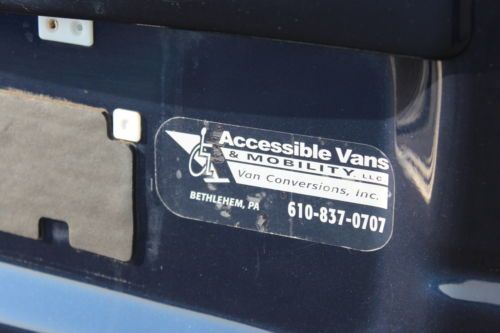 Accessible Vans
& MOBILITY, LLC
Van Conversions, Inc.
BETHLEHEM, PA
610-837-0707